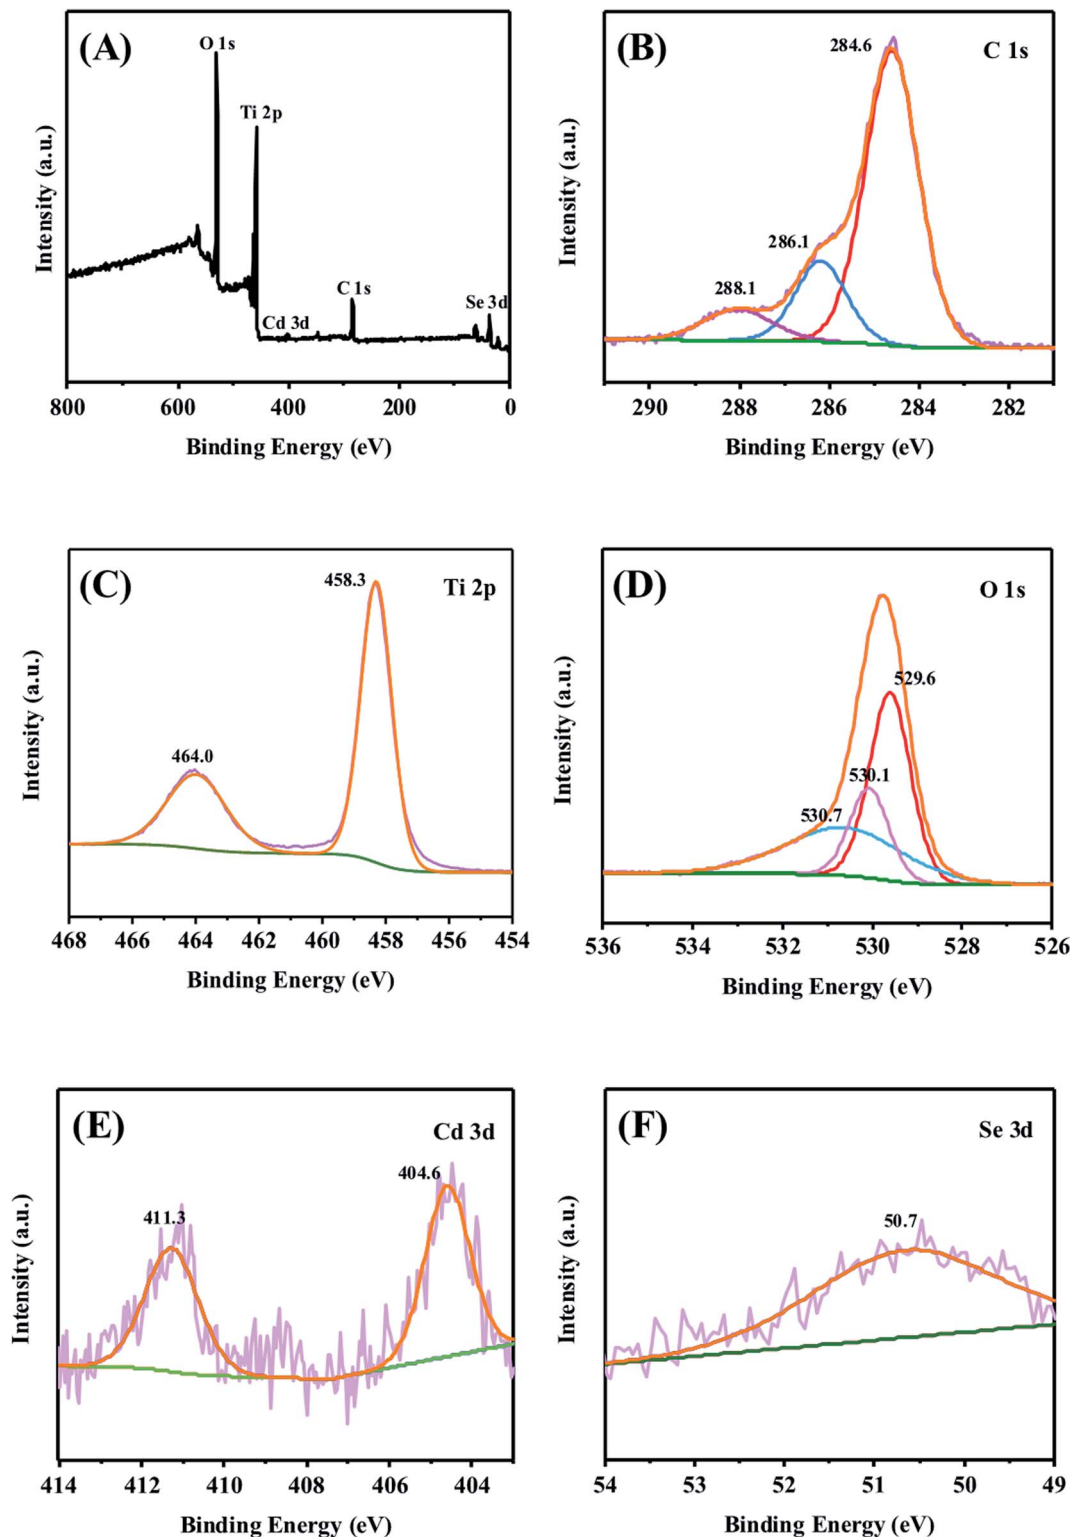 (A)
O 1s
Ti 2p
C 1s
Cd 3d
Se 3d
Intensity (a.u.)
800 600 400 200 0
Binding Energy (eV)
(B)
284.6
C 1s
286.1
288.1
Intensity (a.u.)
290 288 286 284 282
Binding Energy (eV)
(C)
458.3
Ti 2p
464.0
Intensity (a.u.)
468 466 464 462 460 458 456 454
Binding Energy (eV)
(D)
O 1s
529.6
530.1
530.7
Intensity (a.u.)
536 534 532 530 528 526
Binding Energy (eV)
(E)
Cd 3d
404.6
411.3
Intensity (a.u.)
414 412 410 408 406 404
Binding Energy (eV)
(F)
Se 3d
50.7
Intensity (a.u.)
54 53 52 51 50 49
Binding Energy (eV)